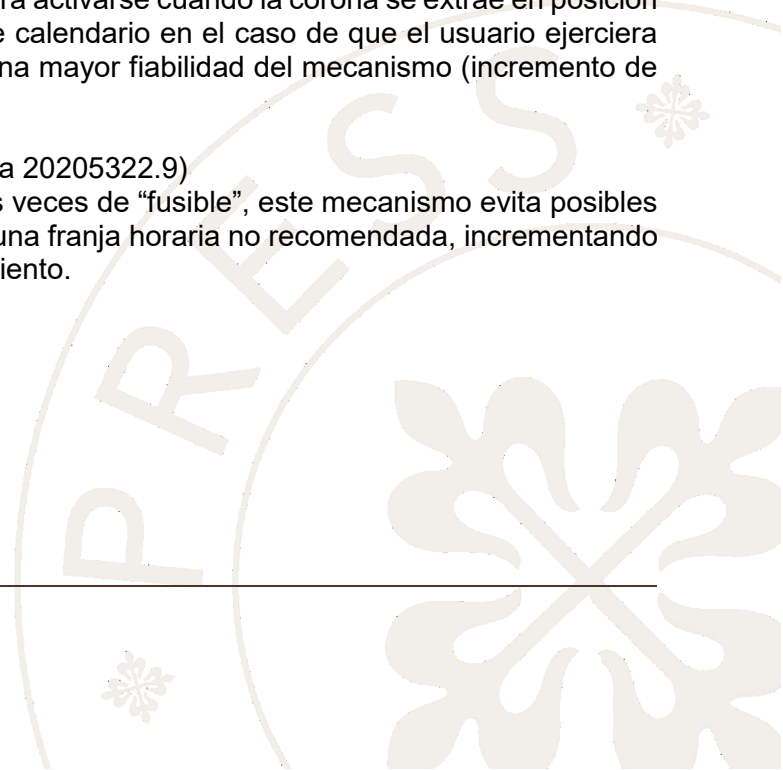 activarse cuando la corona se extrae en posición
calendario en el caso de que el usuario ejerciera
na mayor fiabilidad del mecanismo (incremento de
a 20205322.9)
s veces de “fusible”, este mecanismo evita posibles
una franja horaria no recomendada, incrementando
iento.
PRESS